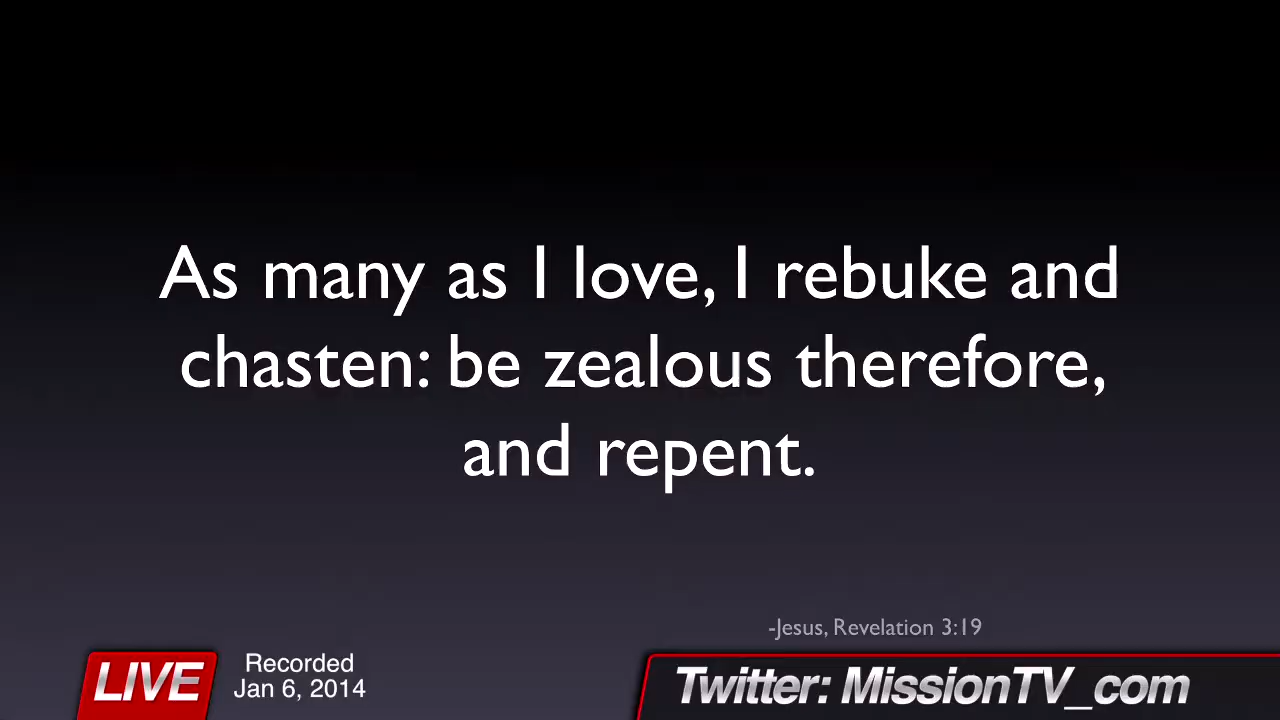 As many as I love, I rebuke and
chasten: be zealous therefore,
and repent.
-Jesus, Revelation 3:19
LIVE
Recorded
Jan 6, 2014
Twitter: MissionTV_com